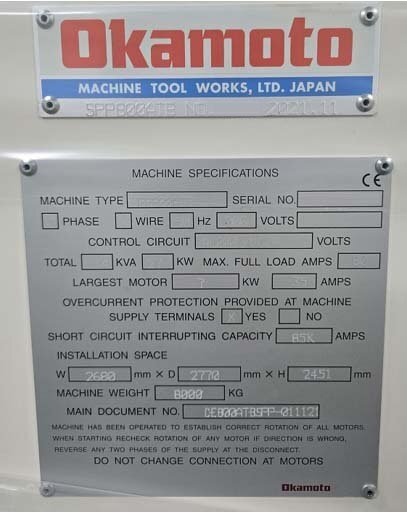 Okamoto
MACHINE TOOL WORKS, LTD. JAPAN
NO. 2021.11
MACHINE SPECIFICATIONS
CE
MACHINE TYPE SERIAL NO.
PHASE WIRE HZ VOLTS
CONTROL CIRCUIT VOLTS
TOTAL KVA KW MAX. FULL LOAD AMPS
LARGEST MOTOR 7 KW AMPS
OVERCURRENT PROTECTION PROVIDED AT MACHINE
SUPPLY TERMINALS X YES NO
SHORT CIRCUIT INTERRUPTING CAPACITY 85K AMPS
INSTALLATION SPACE
W 2680 mm × D 2770 mm × H 2451 mm
MACHINE WEIGHT 8000 KG
MAIN DOCUMENT NO.
MACHINE HAS BEEN OPERATED TO ESTABLISH CORRECT ROTATION OF ALL MOTORS.
WHEN STARTING RECHECK ROTATION OF ANY MOTOR IF DIRECTION IS WRONG,
REVERSE ANY TWO PHASES OF THE SUPPLY AT THE DISCONNECT.
DO NOT CHANGE CONNECTION AT MOTORS
Okamoto